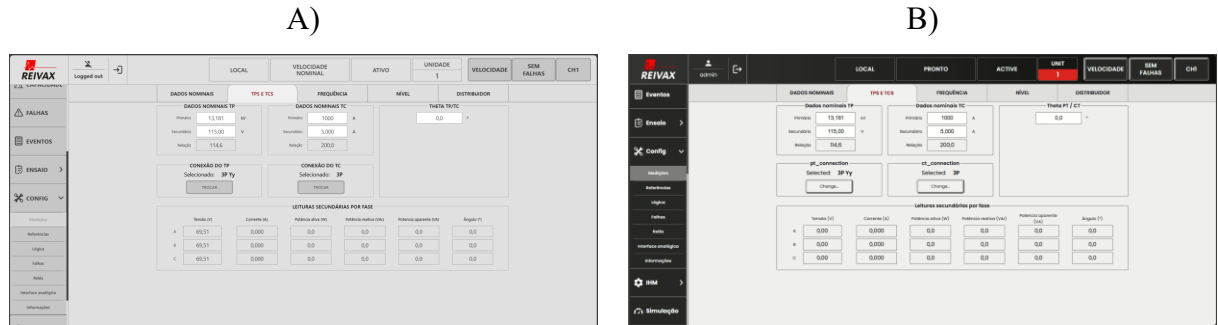 A)
B)
REIVAX
Logged out
LOCAL
VELOCIDADE NOMINAL
ATIVO
UNIDADE
1
VELOCIDADE
SEM FALHAS
CH1
FALHAS
EVENTOS
ENSAIO
CONFIG
Medições
Referências
Lógica
Falhas
Relés
Interface analógica
Informações
DADOS NOMINAIS
TPS E TCS
FREQUÊNCIA
NÍVEL
DISTRIBUIDOR
DADOS NOMINAIS TP
Primário 13,181 kV
Secundário 115,00 V
Relação 114,6
DADOS NOMINAIS TC
Primário 1000 A
Secundário 5,000 A
Relação 200,0
THETA TP/TC
0,0 °
CONEXÃO DO TP
Selecionado: 3P Yy
TROCAR
CONEXÃO DO TC
Selecionado: 3P
TROCAR
LEITURAS SECUNDÁRIAS POR FASE
Tensão (V) Corrente (A) Potência ativa (W) Potência reativa (VAr) Potencia aparente (VA) Ângulo (°)
A 69,51 0,000 0,0 0,0 0,0 0,0
B 69,51 0,000 0,0 0,0 0,0 0,0
C 69,51 0,000 0,0 0,0 0,0 0,0
REIVAX
admin
LOCAL
PRONTO
ACTIVE
UNIT
1
VELOCIDADE
SEM FALHAS
CH1
Eventos
Ensaio
Config
Medições
Referências
Lógica
Falhas
Relés
Interface analógica
Informações
IHM
Simulação
DADOS NOMINAIS
TPS E TCS
FREQUÊNCIA
NÍVEL
DISTRIBUIDOR
Dados nominais TP
Primário 13,181 kV
Secundário 115,00 V
Relação 114,6
Dados nominais TC
Primário 1000 A
Secundário 5,000 A
Relação 200,0
Theta PT / CT
0,0 °
pt_connection
Selected: 3P Yy
Change...
ct_connection
Selected: 3P
Change...
Leituras secundárias por fase
Tensão (V) Corrente (A) Potência ativa (W) Potência reativa (VAr) Potencia aparente (VA) Ângulo (°)
A 0,00 0,000 0,0 0,0 0,0 0,0
B 0,00 0,000 0,0 0,0 0,0 0,0
C 0,00 0,000 0,0 0,0 0,0 0,0